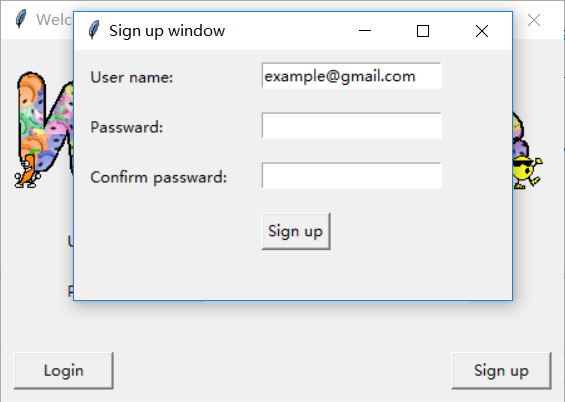 Welc
Sign up window
User name:
example@gmail.com
Passward:
Confirm passward:
Sign up
Login
Sign up